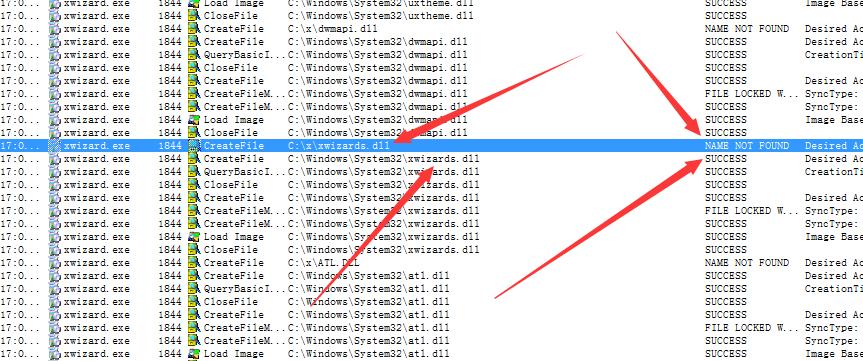 17:0... xwizard.exe 1844 Load Image C:\Windows\System32\uxtheme.dll SUCCESS Image Base
17:0... xwizard.exe 1844 CloseFile C:\Windows\System32\uxtheme.dll SUCCESS
17:0... xwizard.exe 1844 CreateFile C:\x\dwmapi.dll NAME NOT FOUND Desired Ac
17:0... xwizard.exe 1844 CreateFile C:\Windows\System32\dwmapi.dll SUCCESS Desired Ac
17:0... xwizard.exe 1844 QueryBasicI... C:\Windows\System32\dwmapi.dll SUCCESS CreationTi
17:0... xwizard.exe 1844 CloseFile C:\Windows\System32\dwmapi.dll SUCCESS
17:0... xwizard.exe 1844 CreateFile C:\Windows\System32\dwmapi.dll SUCCESS Desired Ac
17:0... xwizard.exe 1844 CreateFileM... C:\Windows\System32\dwmapi.dll FILE LOCKED W... SyncType:
17:0... xwizard.exe 1844 CreateFileM... C:\Windows\System32\dwmapi.dll SUCCESS SyncType:
17:0... xwizard.exe 1844 Load Image C:\Windows\System32\dwmapi.dll SUCCESS Image Base
17:0... xwizard.exe 1844 CloseFile C:\Windows\System32\dwmapi.dll SUCCESS
17:0... xwizard.exe 1844 CreateFile C:\x\xwizards.dll NAME NOT FOUND Desired Ac
17:0... xwizard.exe 1844 CreateFile C:\Windows\System32\xwizards.dll SUCCESS Desired Ac
17:0... xwizard.exe 1844 QueryBasicI... C:\Windows\System32\xwizards.dll SUCCESS CreationTi
17:0... xwizard.exe 1844 CloseFile C:\Windows\System32\xwizards.dll SUCCESS
17:0... xwizard.exe 1844 CreateFile C:\Windows\System32\xwizards.dll SUCCESS Desired Ac
17:0... xwizard.exe 1844 CreateFileM... C:\Windows\System32\xwizards.dll FILE LOCKED W... SyncType:
17:0... xwizard.exe 1844 CreateFileM... C:\Windows\System32\xwizards.dll SUCCESS SyncType:
17:0... xwizard.exe 1844 Load Image C:\Windows\System32\xwizards.dll SUCCESS Image Base
17:0... xwizard.exe 1844 CloseFile C:\Windows\System32\xwizards.dll SUCCESS
17:0... xwizard.exe 1844 CreateFile C:\x\ATL.DLL NAME NOT FOUND Desired Ac
17:0... xwizard.exe 1844 CreateFile C:\Windows\System32\atl.dll SUCCESS Desired Ac
17:0... xwizard.exe 1844 QueryBasicI... C:\Windows\System32\atl.dll SUCCESS CreationTi
17:0... xwizard.exe 1844 CloseFile C:\Windows\System32\atl.dll SUCCESS
17:0... xwizard.exe 1844 CreateFile C:\Windows\System32\atl.dll SUCCESS Desired Ac
17:0... xwizard.exe 1844 CreateFileM... C:\Windows\System32\atl.dll FILE LOCKED W... SyncType:
17:0... xwizard.exe 1844 CreateFileM... C:\Windows\System32\atl.dll SUCCESS SyncType:
17:0... xwizard.exe 1844 Load Image C:\Windows\System32\atl.dll SUCCESS Image Base